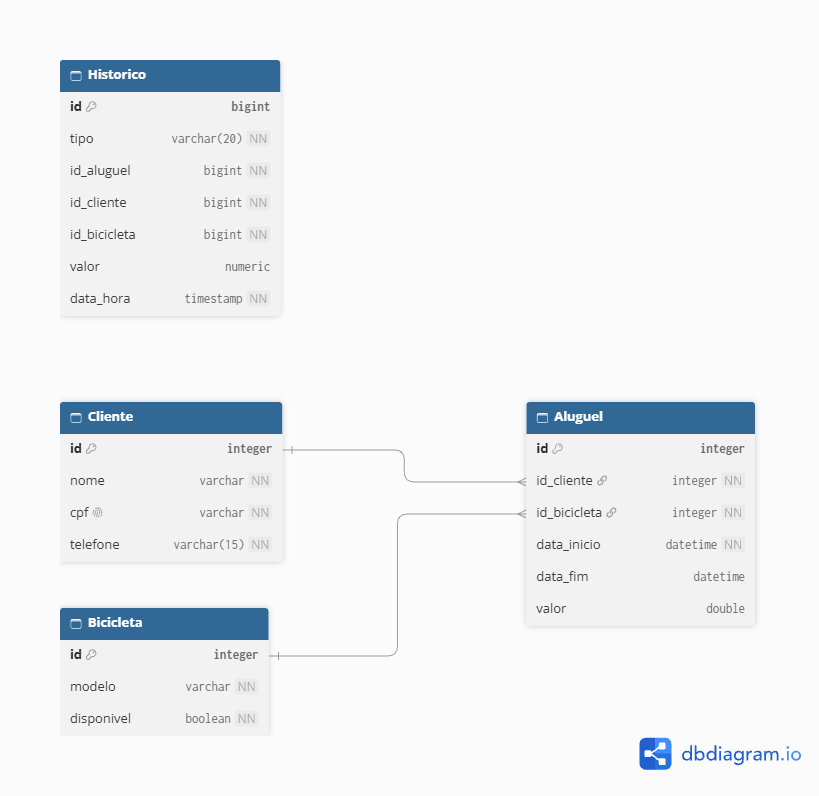 Historico
id bigint
tipo varchar(20) NN
id_aluguel bigint NN
id_cliente bigint NN
id_bicicleta bigint NN
valor numeric
data_hora timestamp NN
Cliente
id integer
nome varchar NN
cpf varchar NN
telefone varchar(15) NN
Aluguel
id integer
id_cliente integer NN
id_bicicleta integer NN
data_inicio datetime NN
data_fim datetime
valor double
Bicicleta
id integer
modelo varchar NN
disponivel boolean NN
dbdiagram.io